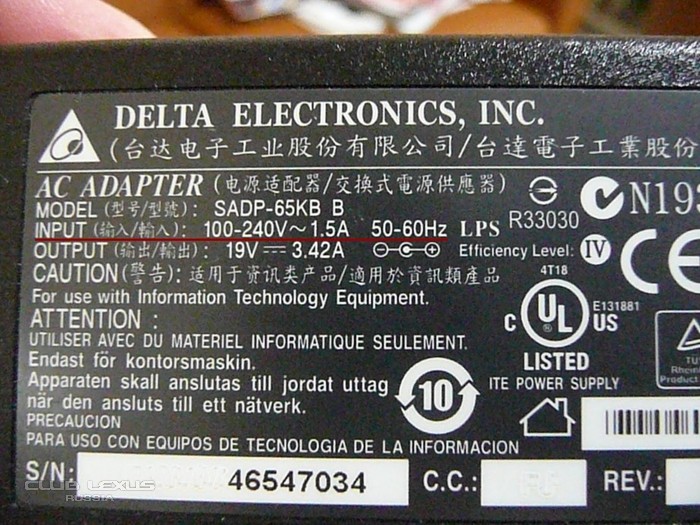 DELTA ELECTRONICS, INC.
(台达电子工业股份有限公司/台達電子工業股份
AC ADAPTER (电源适配器/交换式電源供應器)
MODEL (型号/型號): SADP-65KB B
R33030
INPUT (输入/輸入): 100-240V~1.5A 50-60Hz LPS
OUTPUT (输出/輸出): 19V⎓3.42A Efficiency Level: IV
CAUTION (警告): 适用于资讯类产品/適用於資訊類產品
4T18
For use with Information Technology Equipment.
E131881
C UL US
LISTED
ITE POWER SUPPLY
ATTENTION :
UTILISER AVEC DU MATERIEL INFORMATIQUE SEULEMENT.
Endast för kontorsmaskin.
Apparaten skall anslutas till jordat uttag
när den ansluts till ett nätverk.
10
PRECAUCION
PARA USO CON EQUIPOS DE TECNOLOGIA DE LA INFORMACION
S/N: 46547034 C.C.: REV.:
CLUB LEXUS
RUSSIA